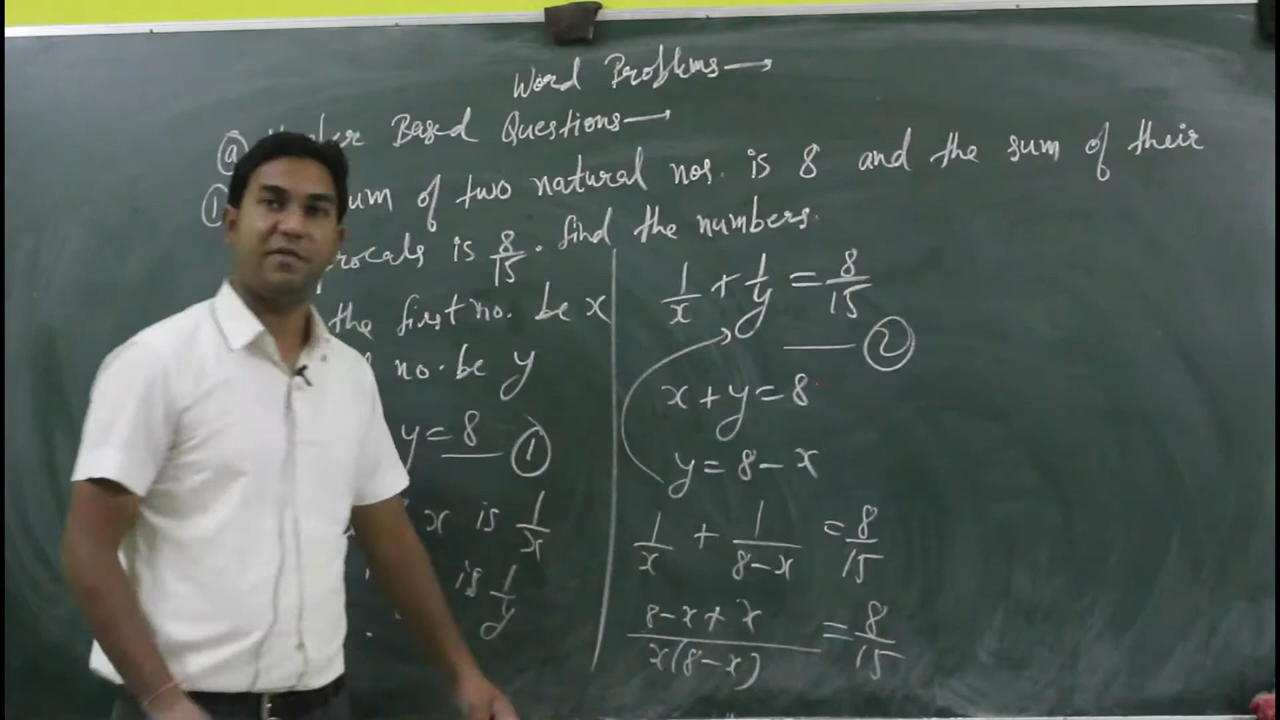 Word Problems →
ⓐ Based Questions →
① um of two natural nos. is 8 and the sum of their
rocals is 8/15. find the numbers.
the first no. be x
no. be y
y = 8 — ①
x is 1/x
is 1/y
1/x + 1/y = 8/15
— ②
x + y = 8
y = 8 - x
1/x + 1/8-x = 8/15
8-x+x/x(8-x) = 8/15